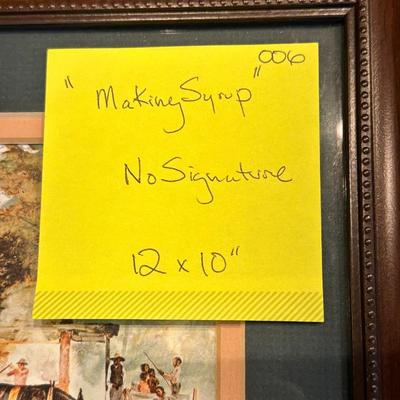 006
"Making Syrup"
No Signature
12 x 10"